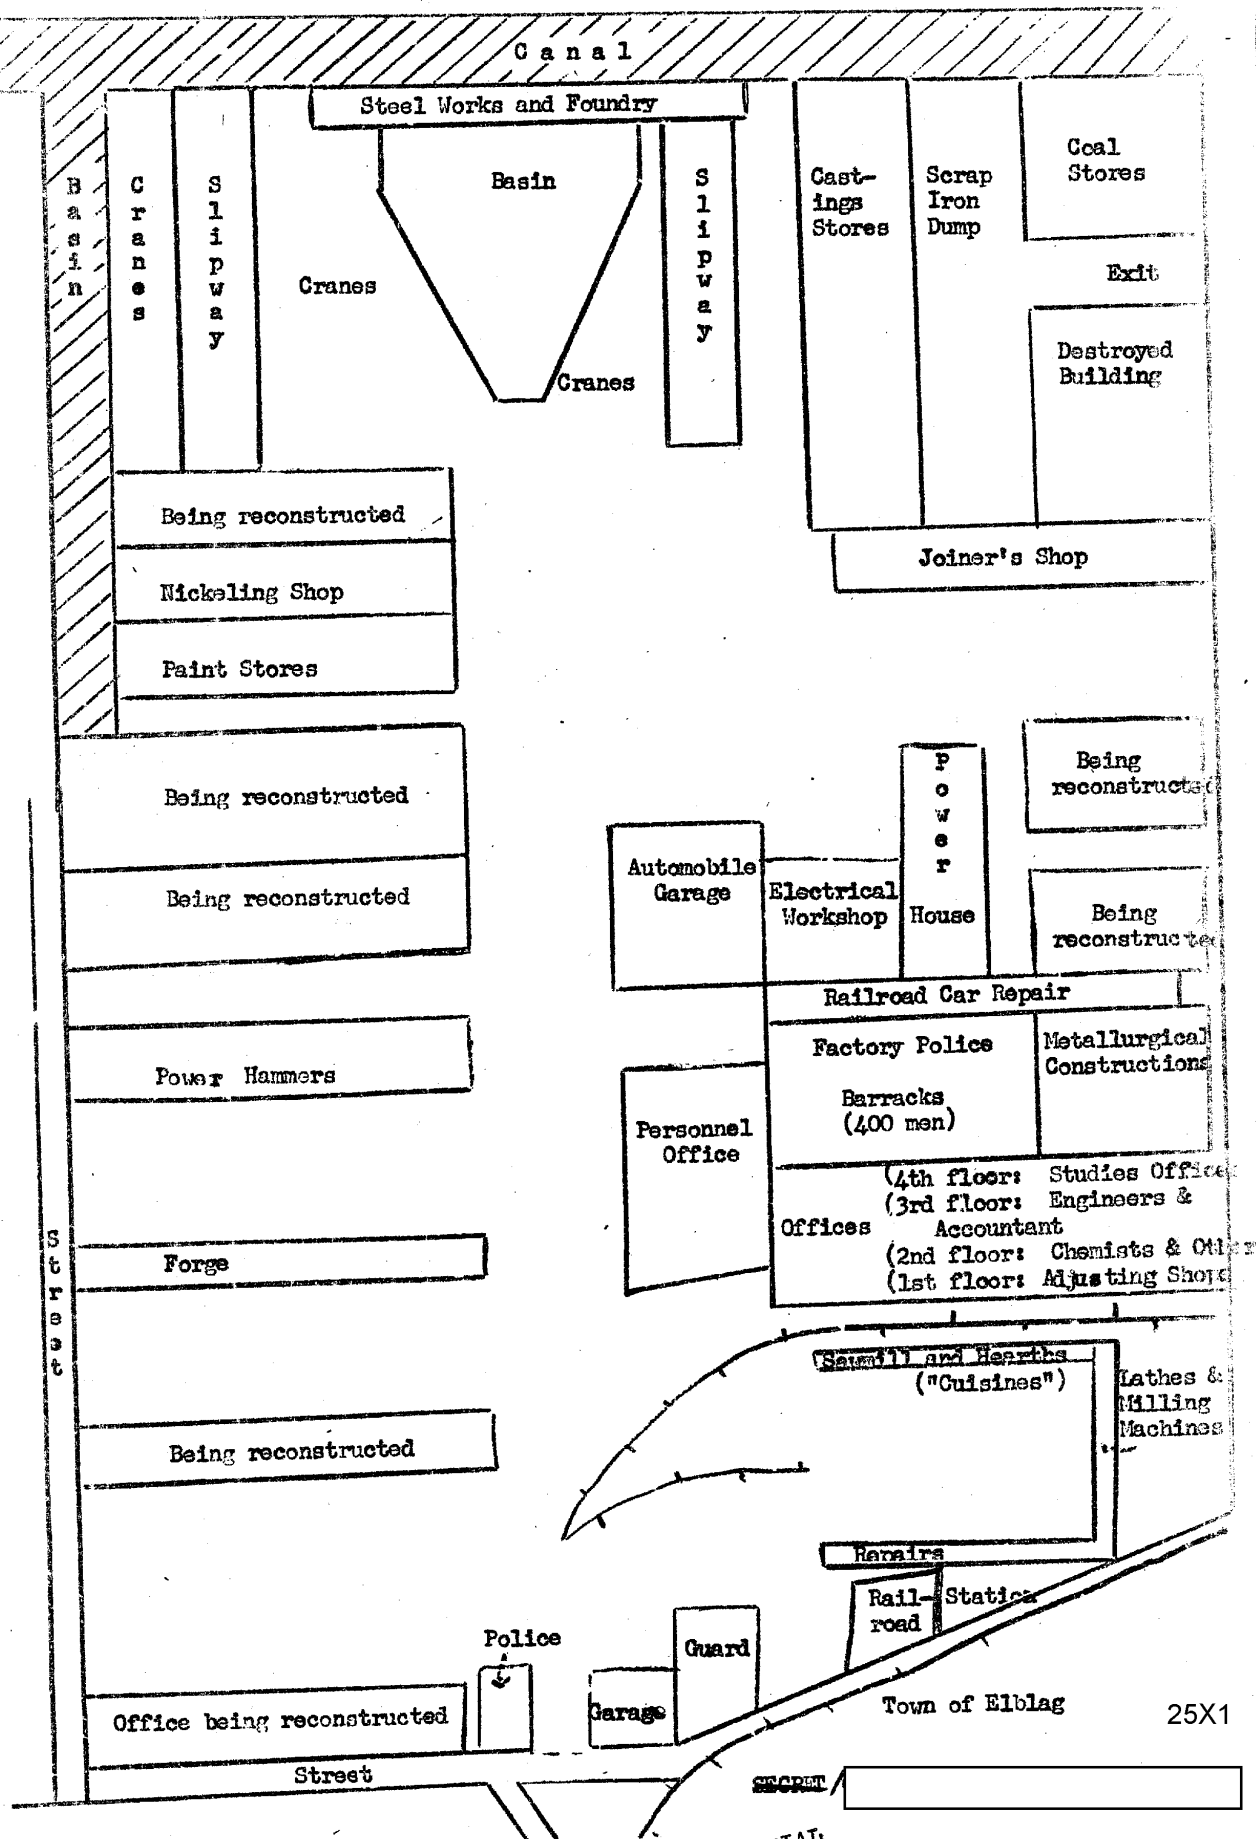 Canal
Steel Works and Foundry
Basin
Cranes
Slipway
Basin
Cranes
Cranes
Slipway
Cast-
ings
Stores
Scrap
Iron
Dump
Coal
Stores
Exit
Destroyed
Building
Being reconstructed
Nickeling Shop
Paint Stores
Joiner's Shop
Being reconstructed
Being reconstructed
Automobile
Garage
Electrical
Workshop
Power
House
Being
reconstructed
Being
reconstructed
Railroad Car Repair
Power Hammers
Factory Police
Barracks
(400 men)
Metallurgical
Constructions
Personnel
Office
Offices
(4th floor: Studies Office
(3rd floor: Engineers &
Accountant
(2nd floor: Chemists &
(1st floor: Adjusting Shops
Street
Forge
Sawmill and Hearths
("Cuisines")
Lathes &
Milling
Machines
Being reconstructed
Repairs
Rail-
road
Station
Police
Guard
Garage
Office being reconstructed
Town of Elblag
25X1
Street
SECRET /